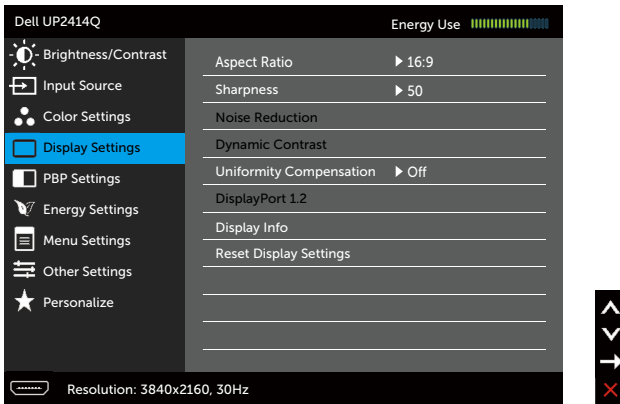 Dell UP2414Q
Energy Use
Brightness/Contrast
Input Source
Color Settings
Display Settings
PBP Settings
Energy Settings
Menu Settings
Other Settings
Personalize
Aspect Ratio 16:9
Sharpness 50
Noise Reduction
Dynamic Contrast
Uniformity Compensation Off
DisplayPort 1.2
Display Info
Reset Display Settings
Resolution: 3840x2160, 30Hz